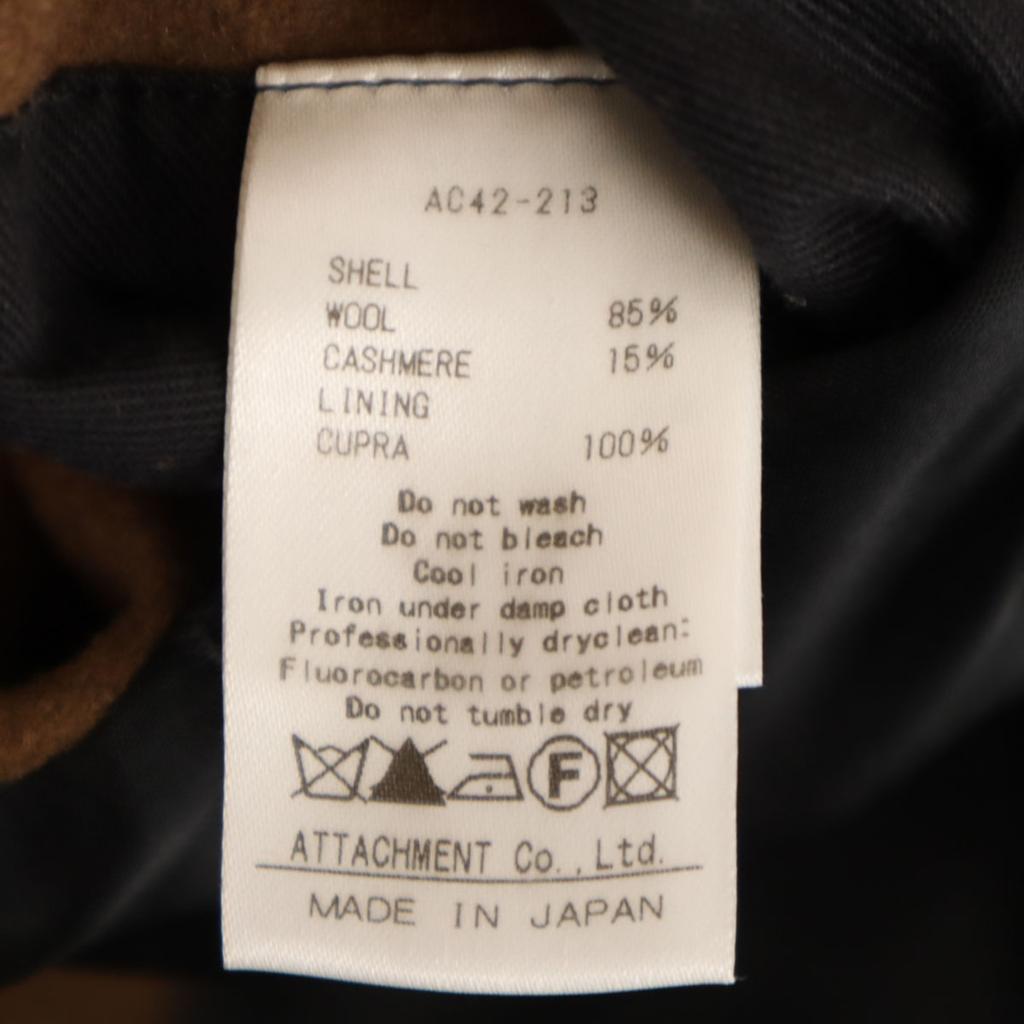 AC42-213
SHELL
WOOL 85%
CASHMERE 15%
LINING
CUPRA 100%
Do not wash
Do not bleach
Cool iron
Iron under damp cloth
Professionally dryclean:
Fluorocarbon or petroleum
Do not tumble dry
F
ATTACHMENT Co.,Ltd.
MADE IN JAPAN